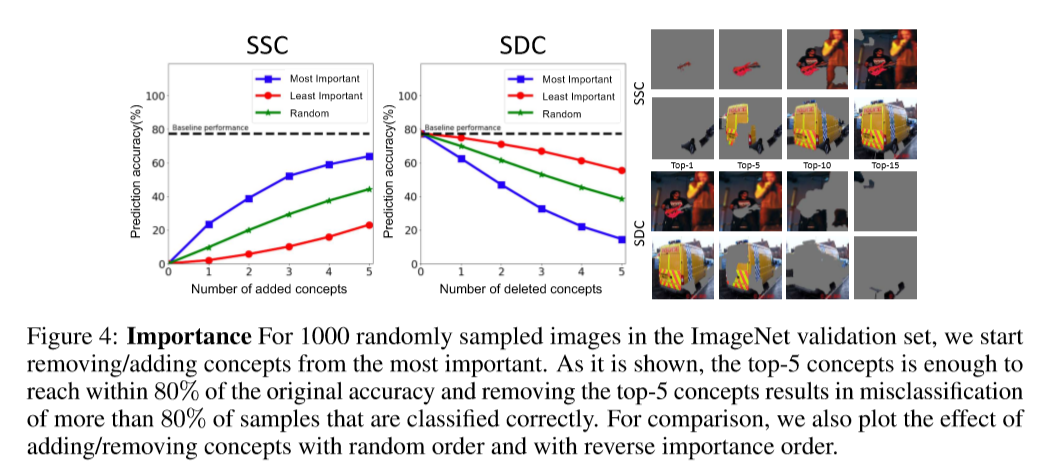 SSC
SDC
Prediction accuracy(%)
100
80
60
40
20
0
Baseline performance
Most Important
Least Important
Random
0 1 2 3 4 5
Number of added concepts
Prediction accuracy(%)
100
80
60
40
20
0
Baseline performance
Most Important
Least Important
Random
0 1 2 3 4 5
Number of deleted concepts
SSC
Top-1 Top-5 Top-10 Top-15
SDC
Figure 4: Importance For 1000 randomly sampled images in the ImageNet validation set, we start
removing/adding concepts from the most important. As it is shown, the top-5 concepts is enough to
reach within 80% of the original accuracy and removing the top-5 concepts results in misclassification
of more than 80% of samples that are classified correctly. For comparison, we also plot the effect of
adding/removing concepts with random order and with reverse importance order.